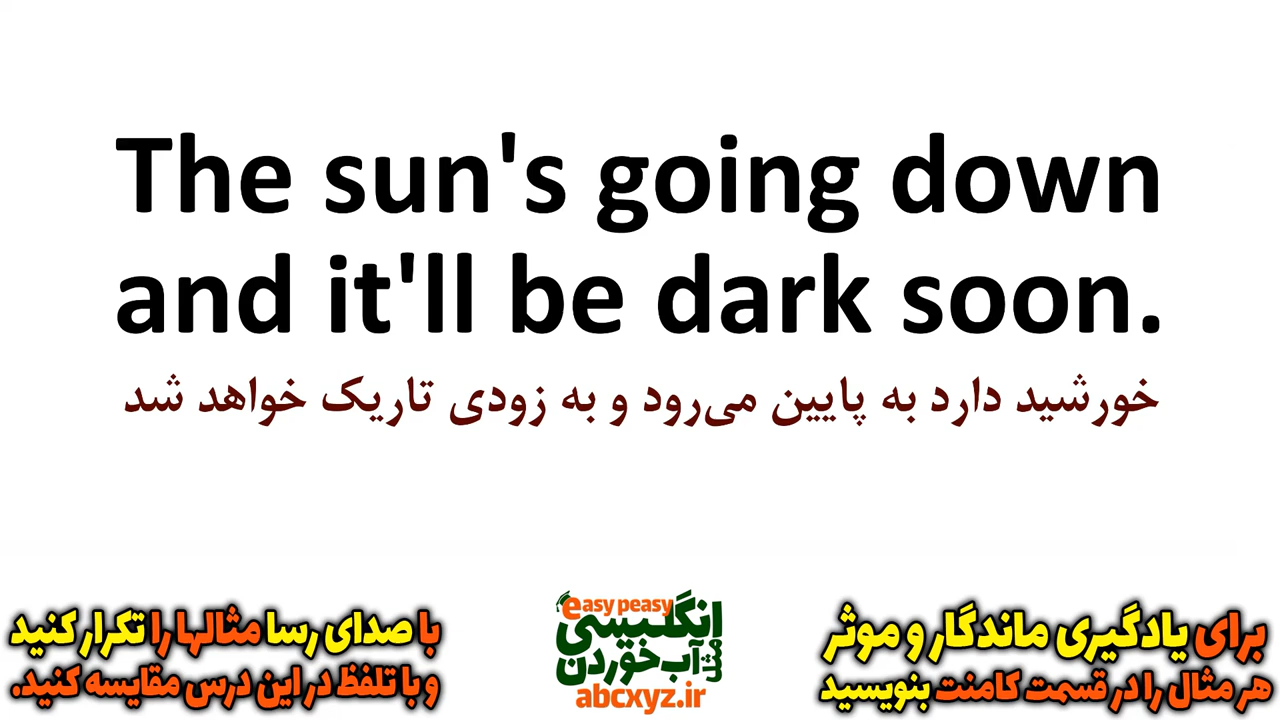 The sun's going down
and it'll be dark soon.
خورشید دارد به پایین می‌رود و به زودی تاریک خواهد شد
برای یادگیری ماندگار و موثر
هر مثال را در قسمت کامنت بنویسید
easy peasy
انگلیسی
مثل آب خوردن
abcxyz.ir
با صدای رسا مثالها را تکرار کنید
و با تلفظ در این درس مقایسه کنید.